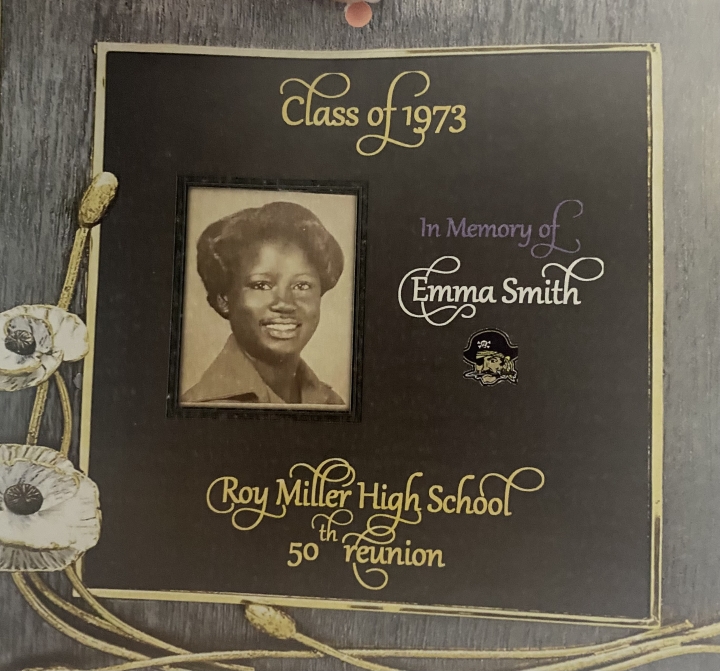 Class of 1973
In Memory of
Emma Smith
Roy Miller High School
50th reunion